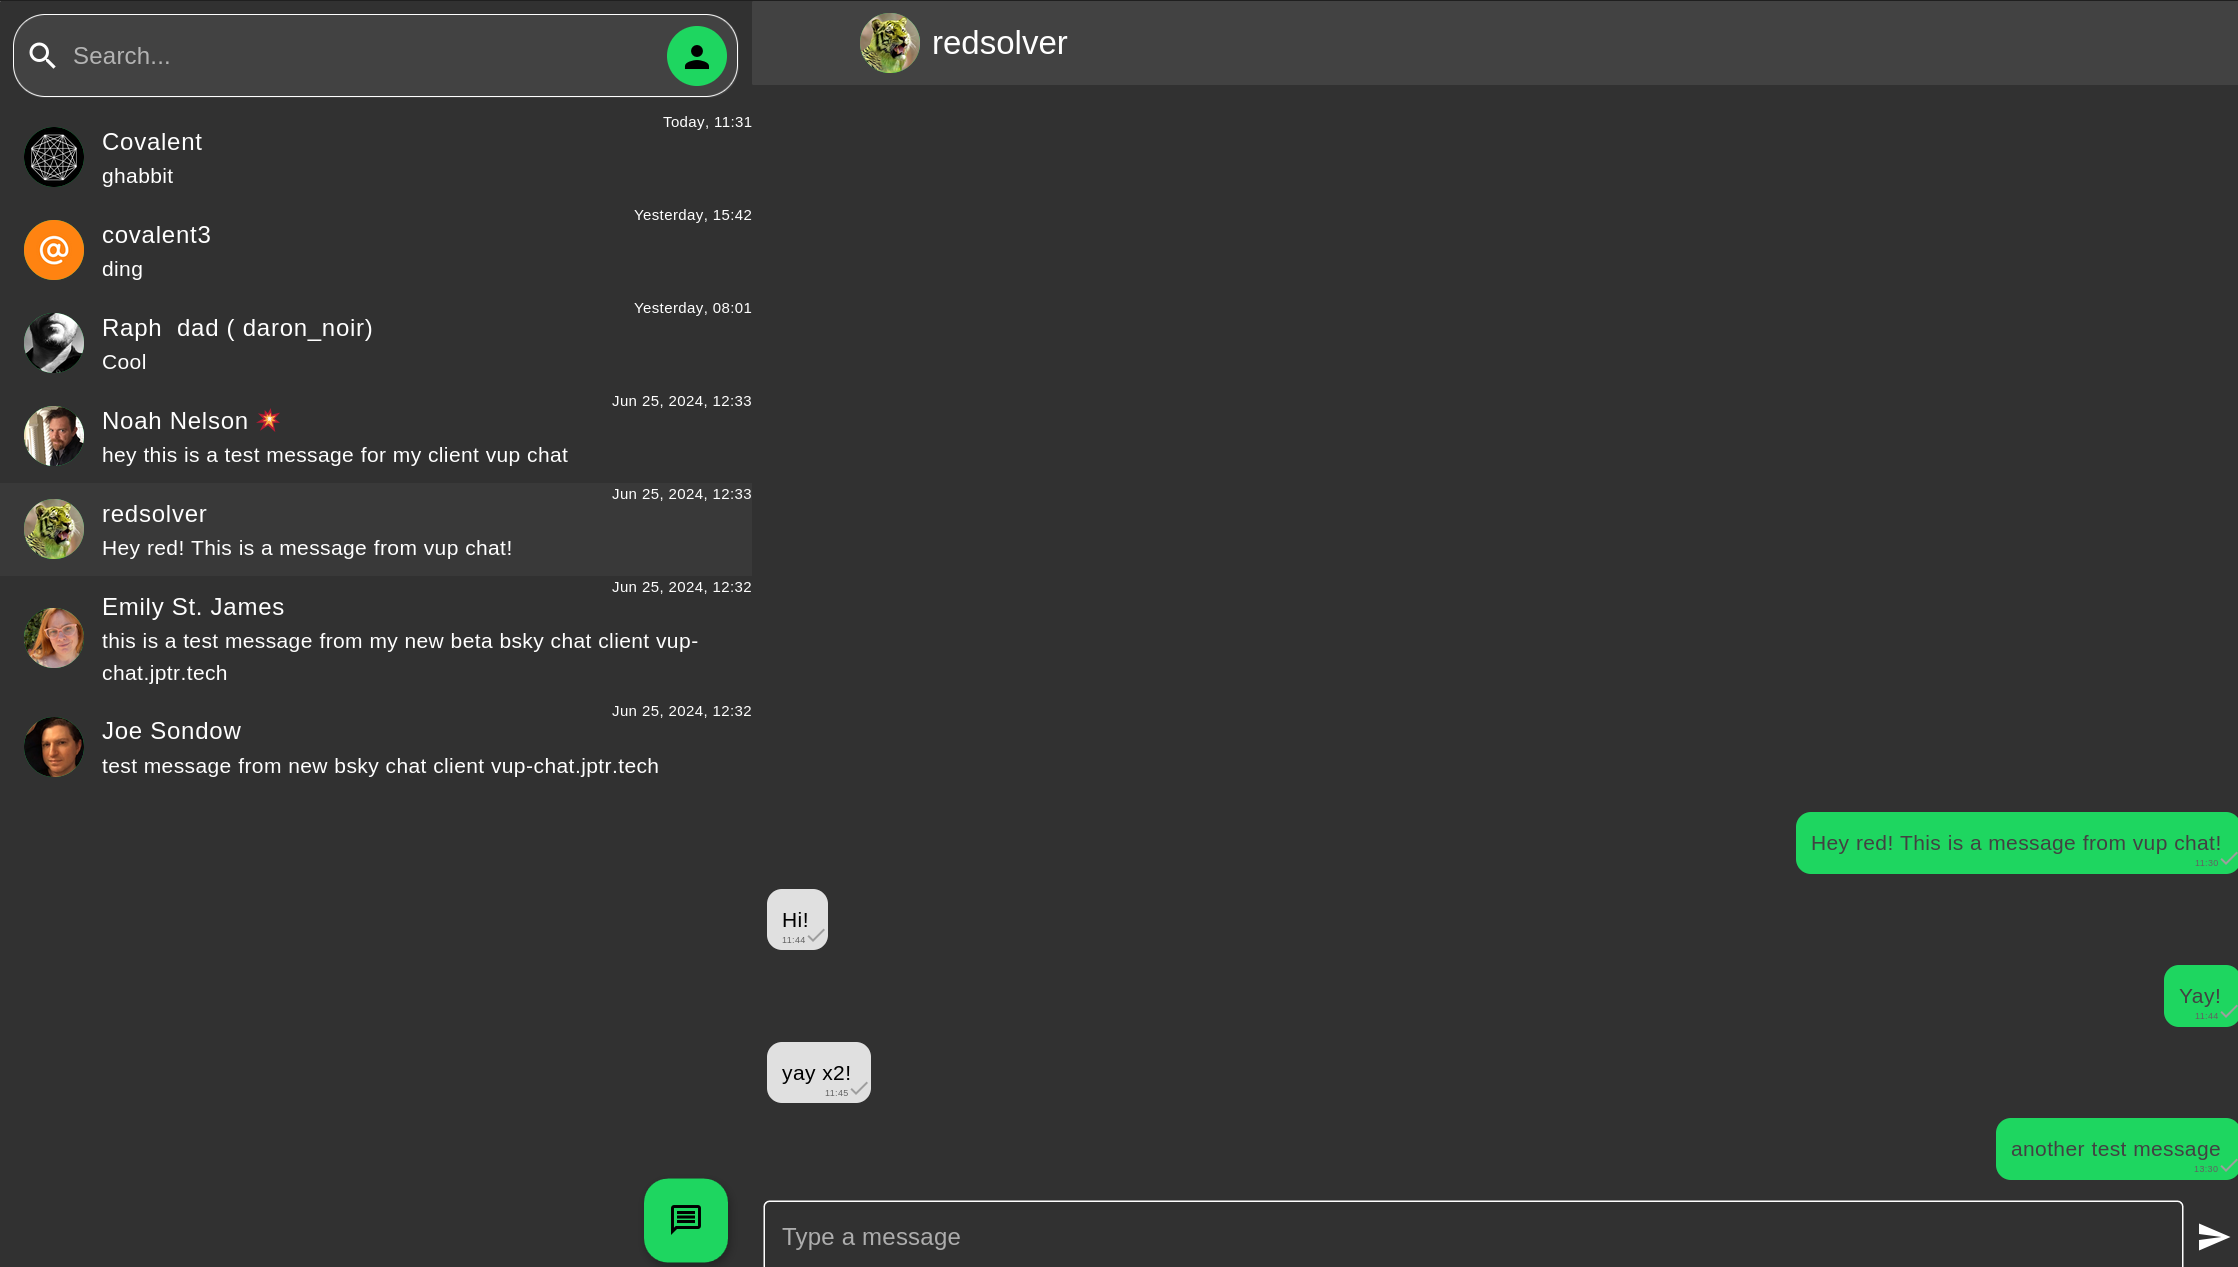 Search...
Today, 11:31
Covalent
ghabbit
Yesterday, 15:42
@
covalent3
ding
Yesterday, 08:01
Raph  dad ( daron_noir)
Cool
Jun 25, 2024, 12:33
Noah Nelson 💥
hey this is a test message for my client vup chat
Jun 25, 2024, 12:33
redsolver
Hey red! This is a message from vup chat!
Jun 25, 2024, 12:32
Emily St. James
this is a test message from my new beta bsky chat client vup-
chat.jptr.tech
Jun 25, 2024, 12:32
Joe Sondow
test message from new bsky chat client vup-chat.jptr.tech
redsolver
Hey red! This is a message from vup chat!
11:30
Hi!
11:44
Yay!
11:44
yay x2!
11:45
another test message
13:30
Type a message